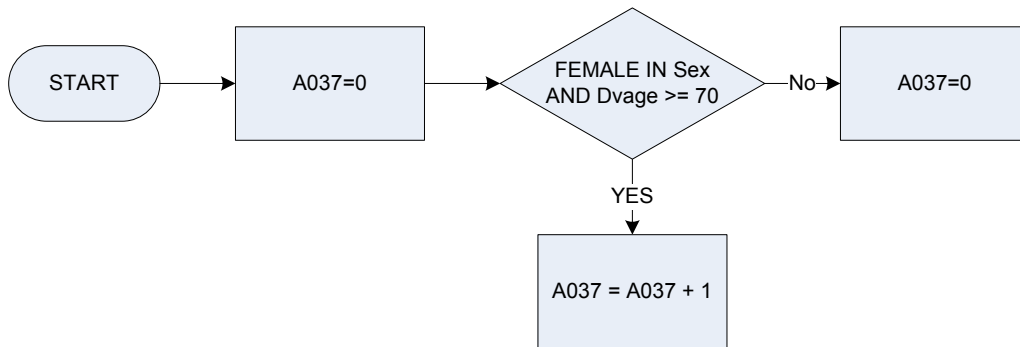 START
A037=0
FEMALE IN Sex
AND Dvage >= 70
No
A037=0
YES
A037 = A037 + 1